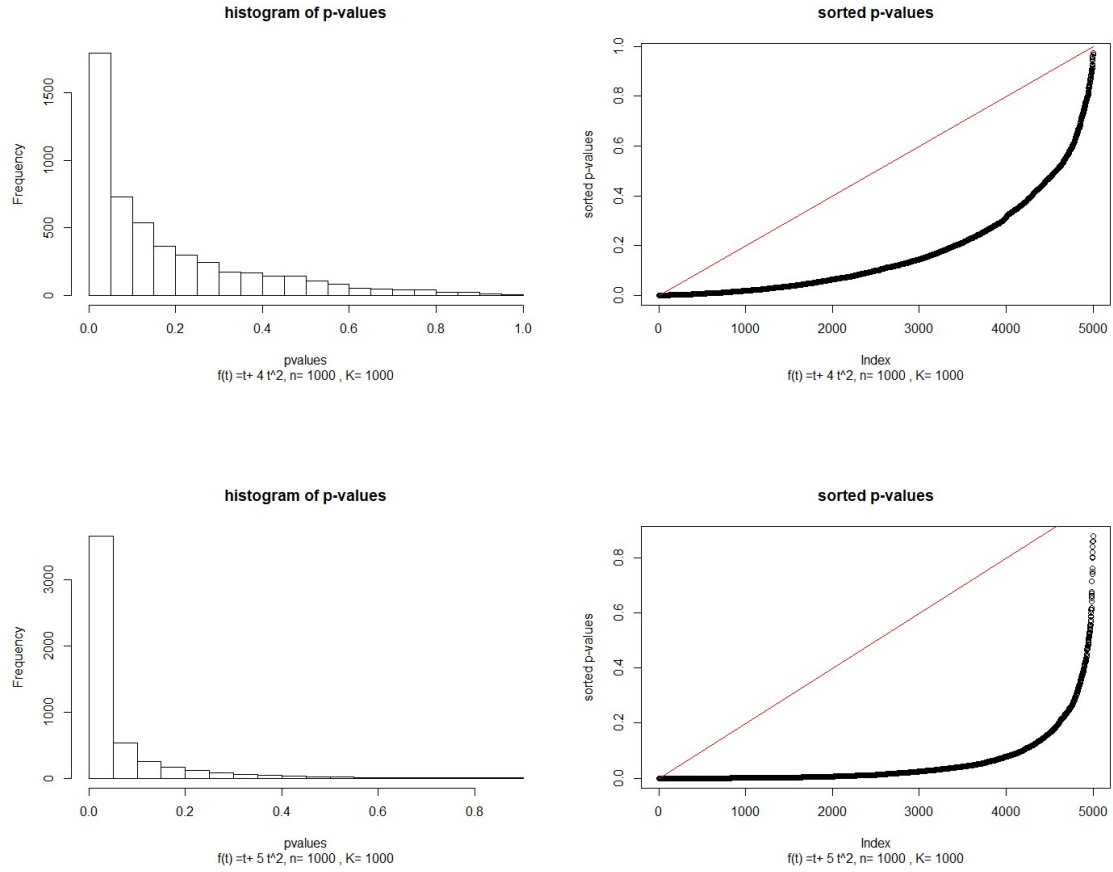 histogram of p-values
Frequency
0 500 1000 1500
0.0 0.2 0.4 0.6 0.8 1.0
pvalues
f(t) =t+ 4 t^2, n= 1000 , K= 1000
sorted p-values
sorted p-values
0.0 0.2 0.4 0.6 0.8 1.0
0 1000 2000 3000 4000 5000
Index
f(t) =t+ 4 t^2, n= 1000 , K= 1000
histogram of p-values
Frequency
0 1000 2000 3000
0.0 0.2 0.4 0.6 0.8
pvalues
f(t) =t+ 5 t^2, n= 1000 , K= 1000
sorted p-values
sorted p-values
0.0 0.2 0.4 0.6 0.8
0 1000 2000 3000 4000 5000
Index
f(t) =t+ 5 t^2, n= 1000 , K= 1000